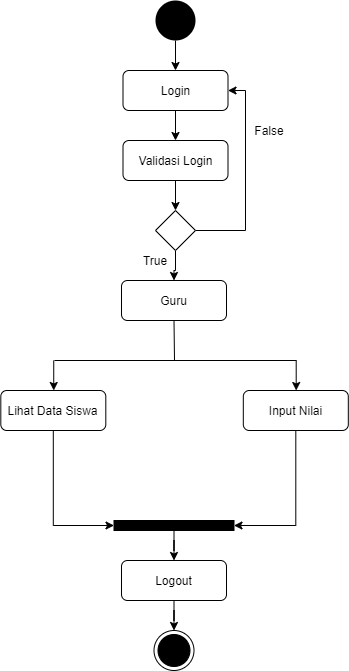 Login
False
Validasi Login
True
Guru
Lihat Data Siswa
Input Nilai
Logout